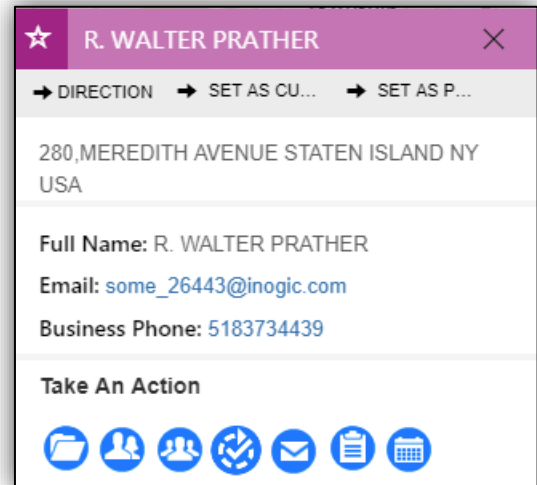 R. WALTER PRATHER
DIRECTION SET AS CU... SET AS P...
280,MEREDITH AVENUE STATEN ISLAND NY
USA
Full Name: R. WALTER PRATHER
Email: some_26443@inogic.com
Business Phone: 5183734439
Take An Action